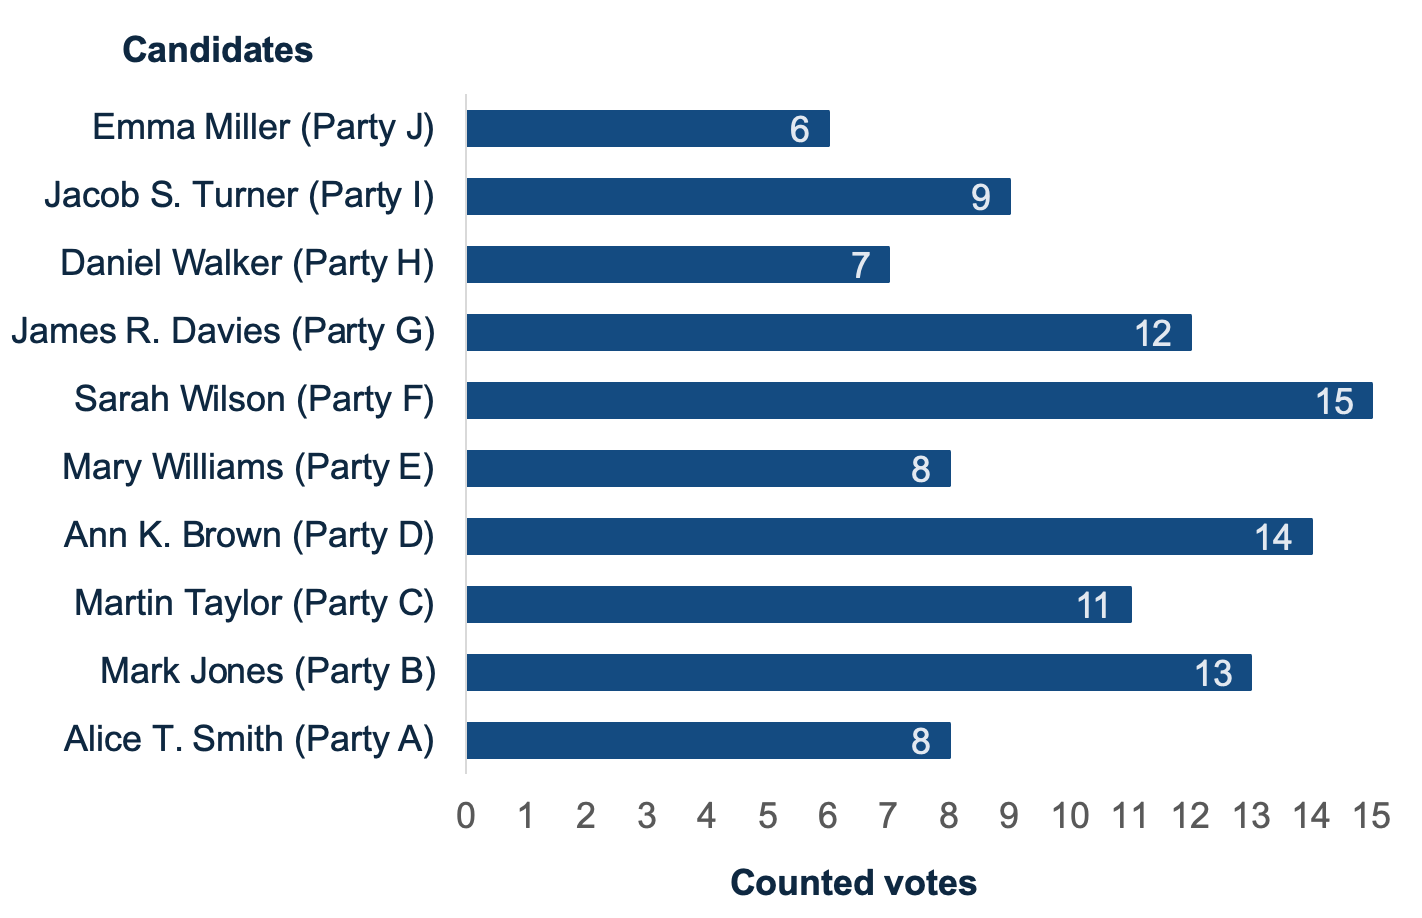 Candidates
Emma Miller (Party J) 6
Jacob S. Turner (Party I) 9
Daniel Walker (Party H) 7
James R. Davies (Party G) 12
Sarah Wilson (Party F) 15
Mary Williams (Party E) 8
Ann K. Brown (Party D) 14
Martin Taylor (Party C) 11
Mark Jones (Party B) 13
Alice T. Smith (Party A) 8
0 1 2 3 4 5 6 7 8 9 10 11 12 13 14 15
Counted votes